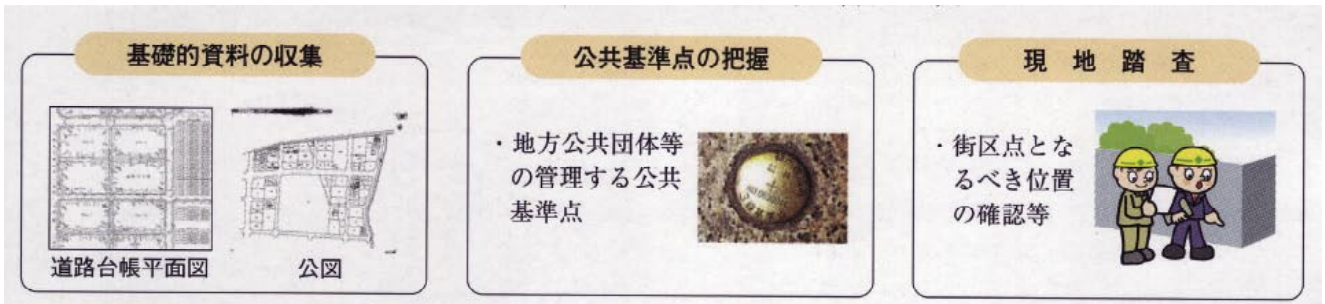 基礎的資料の収集
道路台帳平面図
公図
公共基準点の把握
・地方公共団体等
の管理する公共
基準点
現地踏査
・街区点とな
るべき位置
の確認等